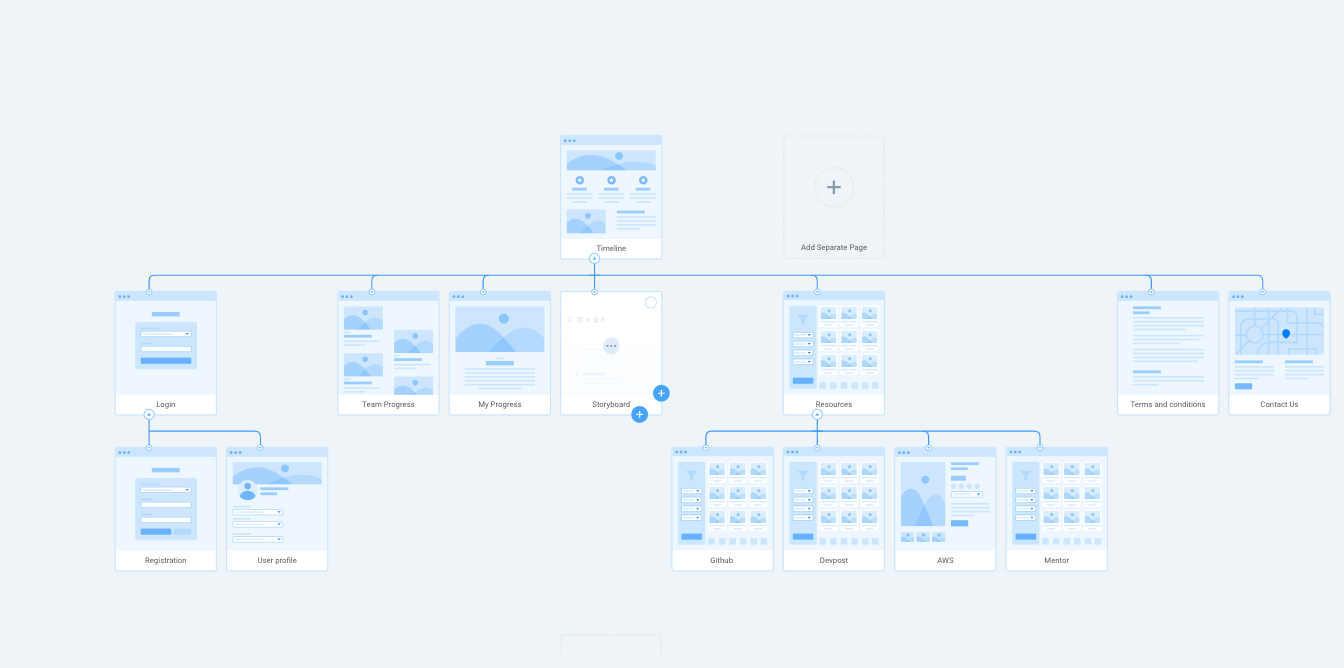 Timeline
Add Separate Page
Login
Team Progress
My Progress
Storyboard
Resources
Terms and conditions
Contact Us
Registration
User profile
Github
Devpost
AWS
Mentor